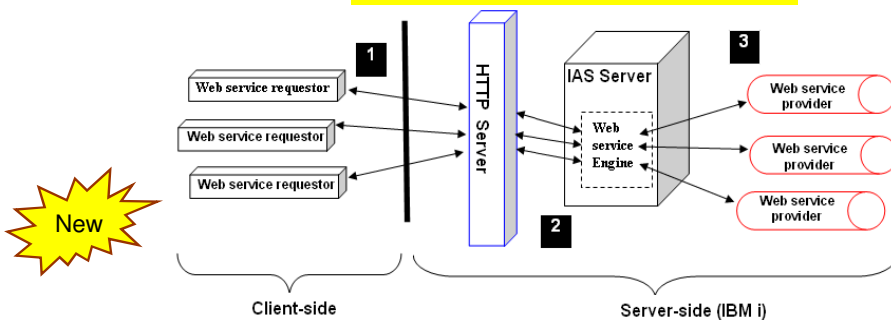 1
3
2
Web service requestor
Web service requestor
Web service requestor
HTTP Server
IAS Server
Web
service
Engine
Web service
provider
Web service
provider
Web service
provider
New
Client-side
Server-side (IBM i)